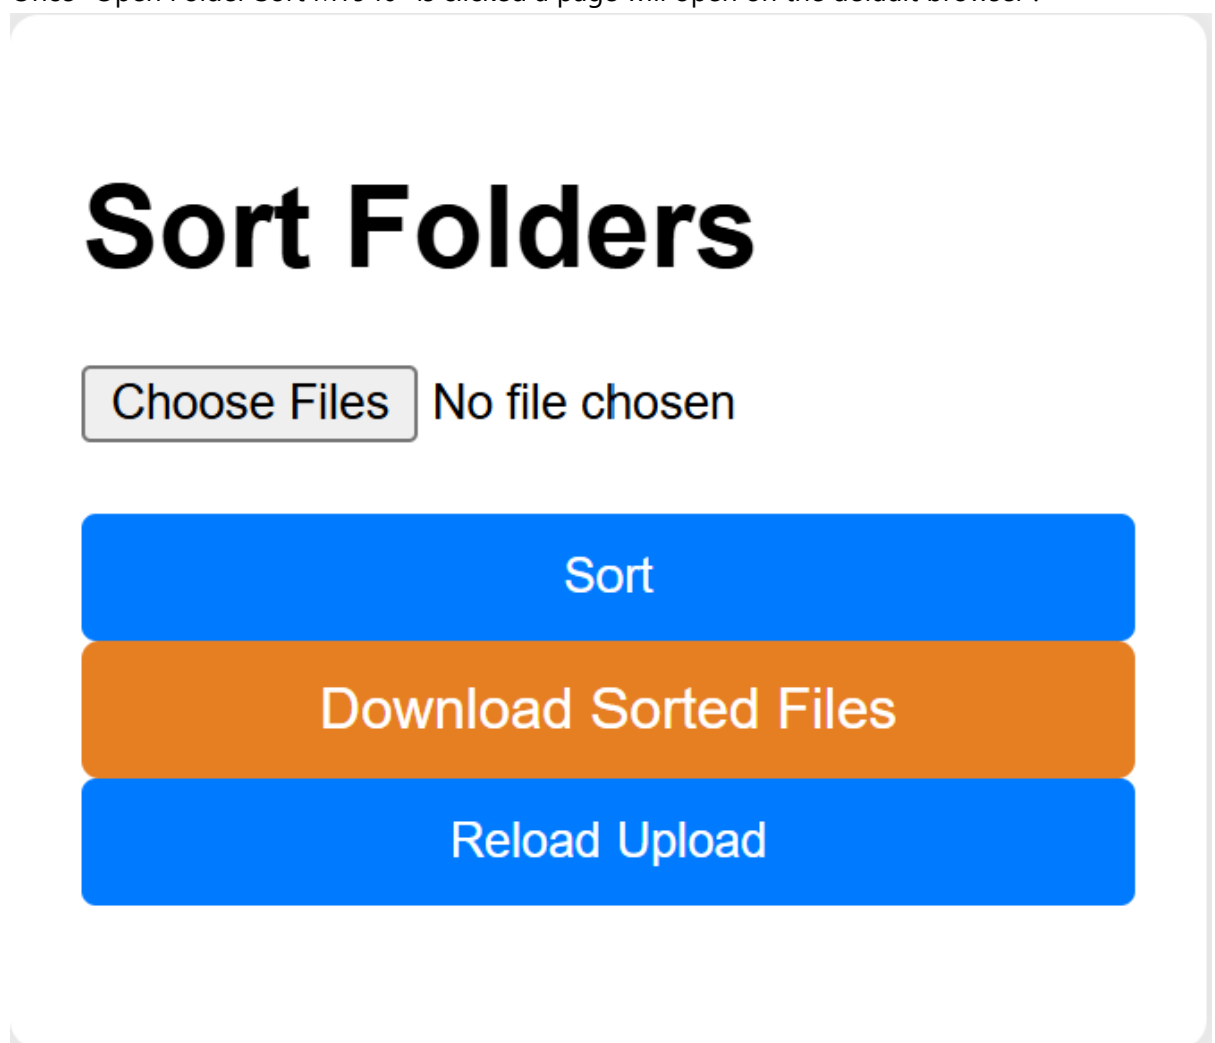 Sort Folders
Choose Files No file chosen
Sort
Download Sorted Files
Reload Upload